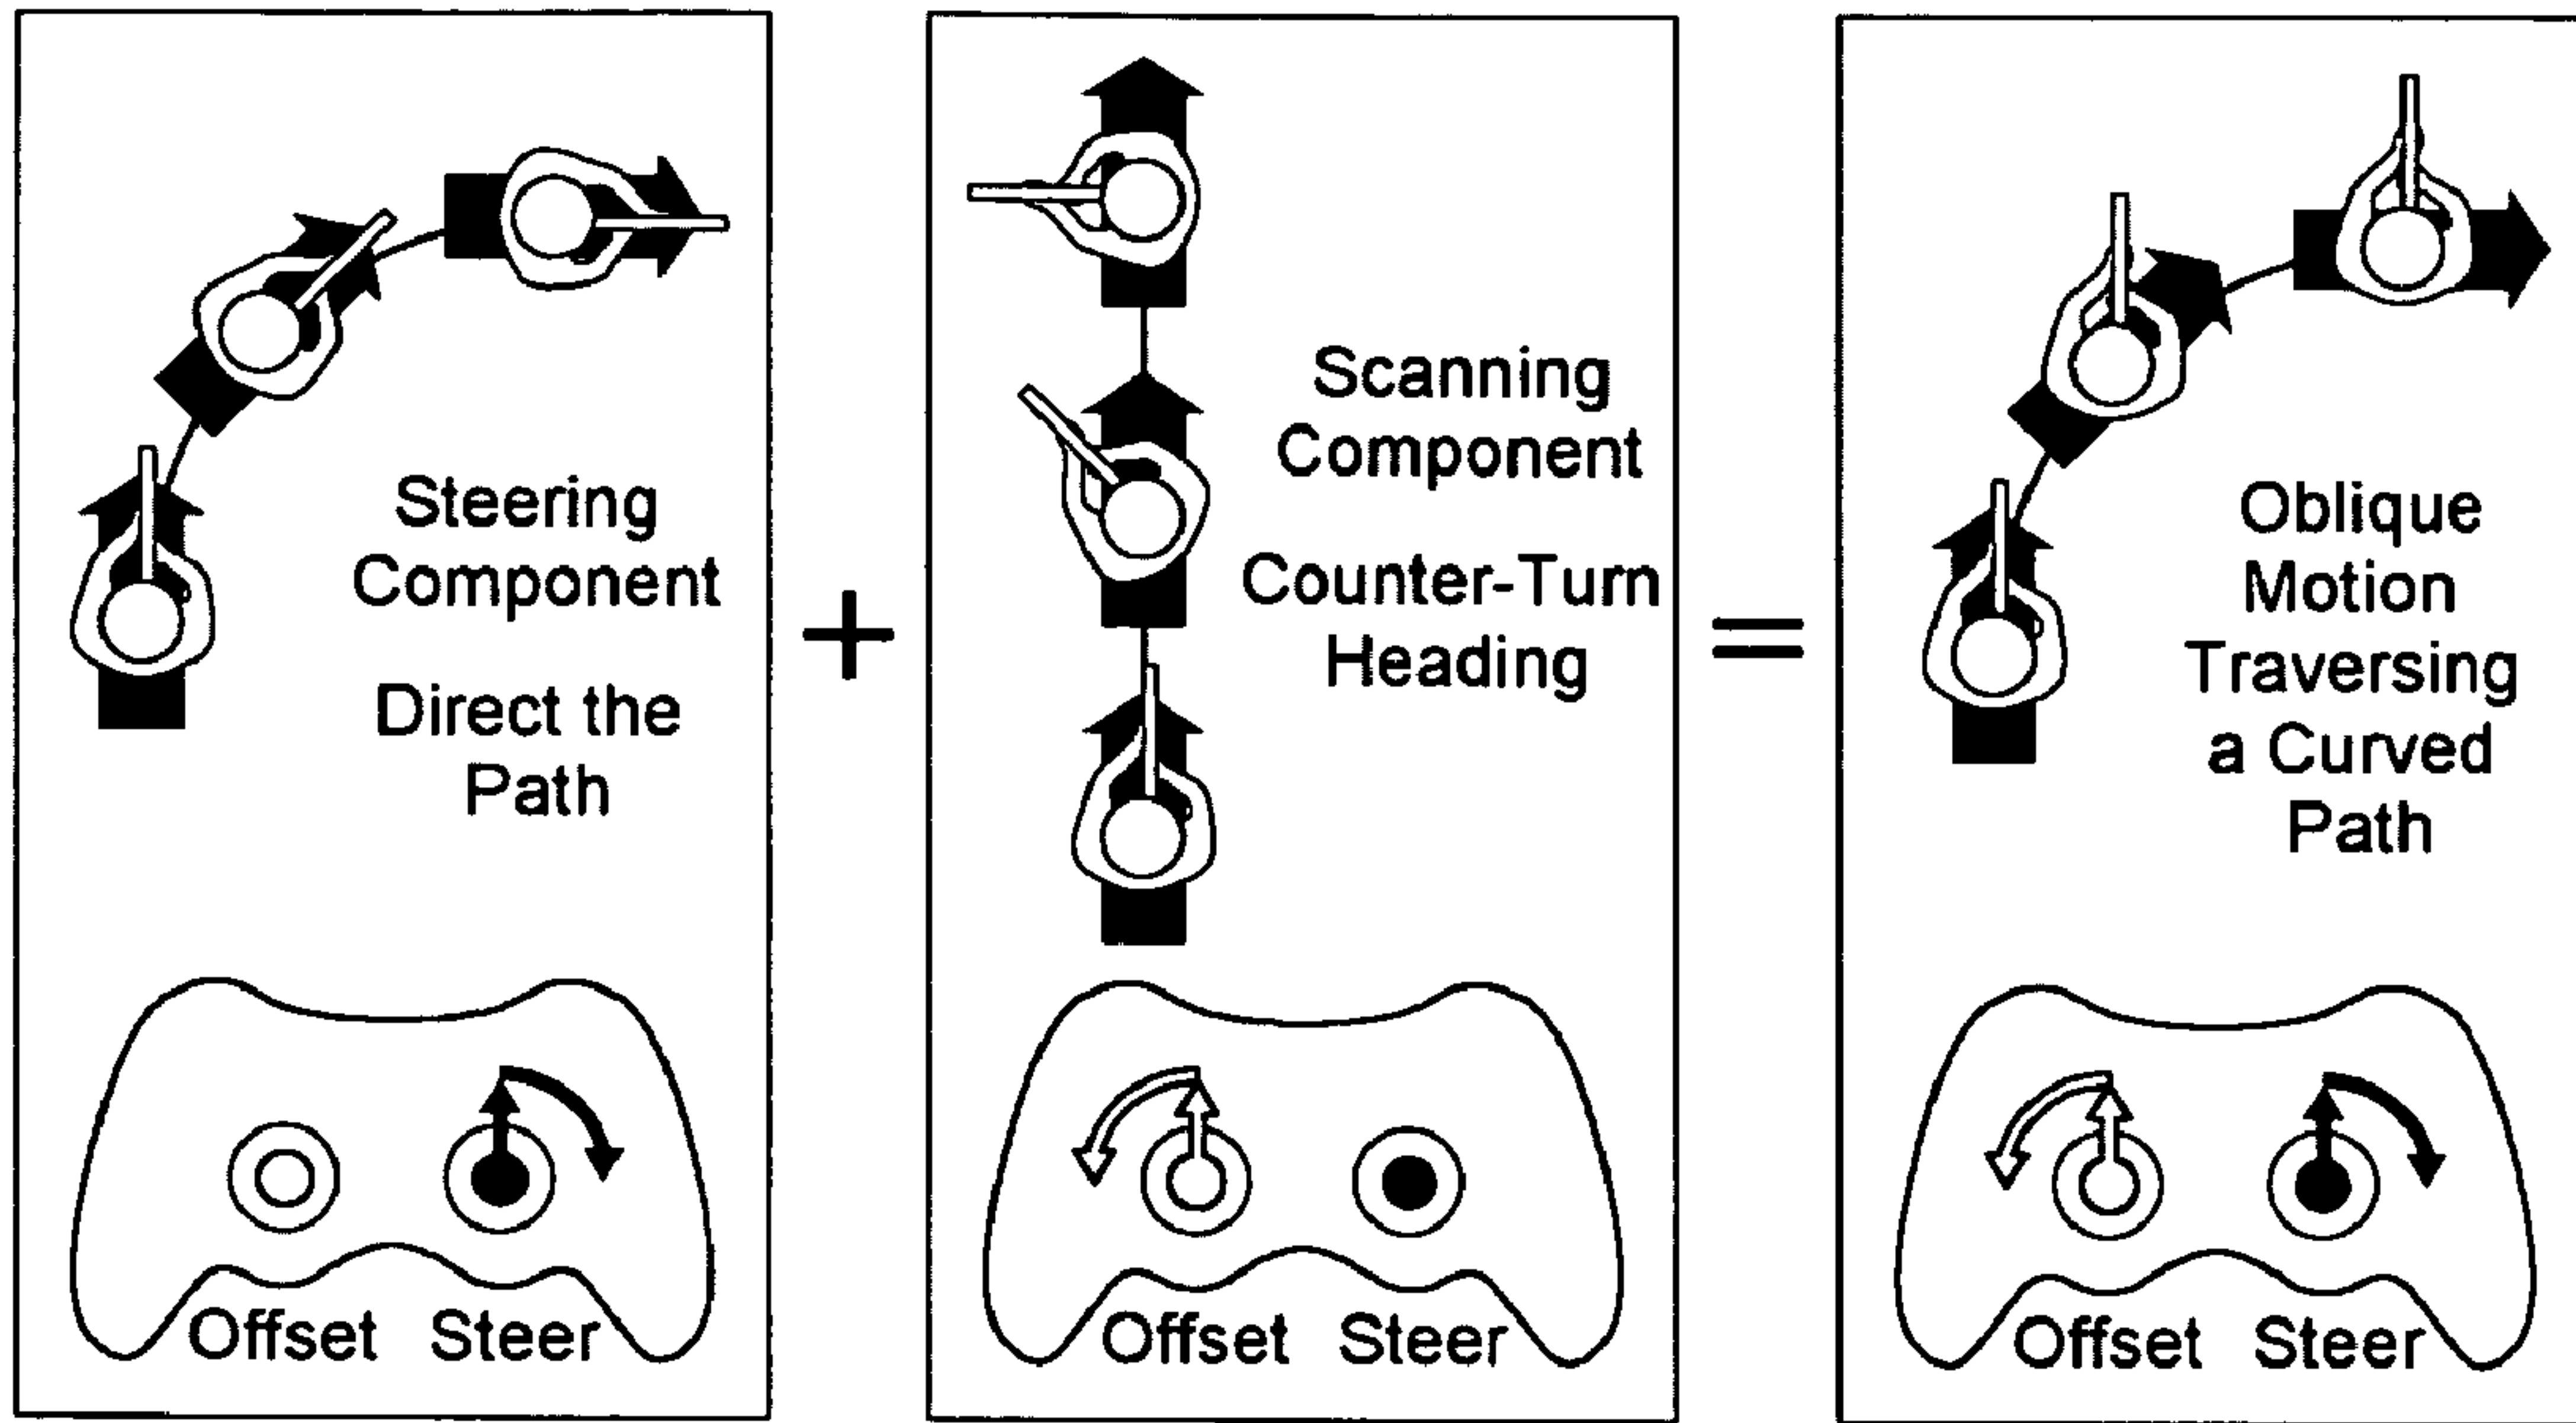 Steering
Component
Direct the
Path
Offset Steer
+
Scanning
Component
Counter-Turn
Heading
Offset Steer
=
Oblique
Motion
Traversing
a Curved
Path
Offset Steer